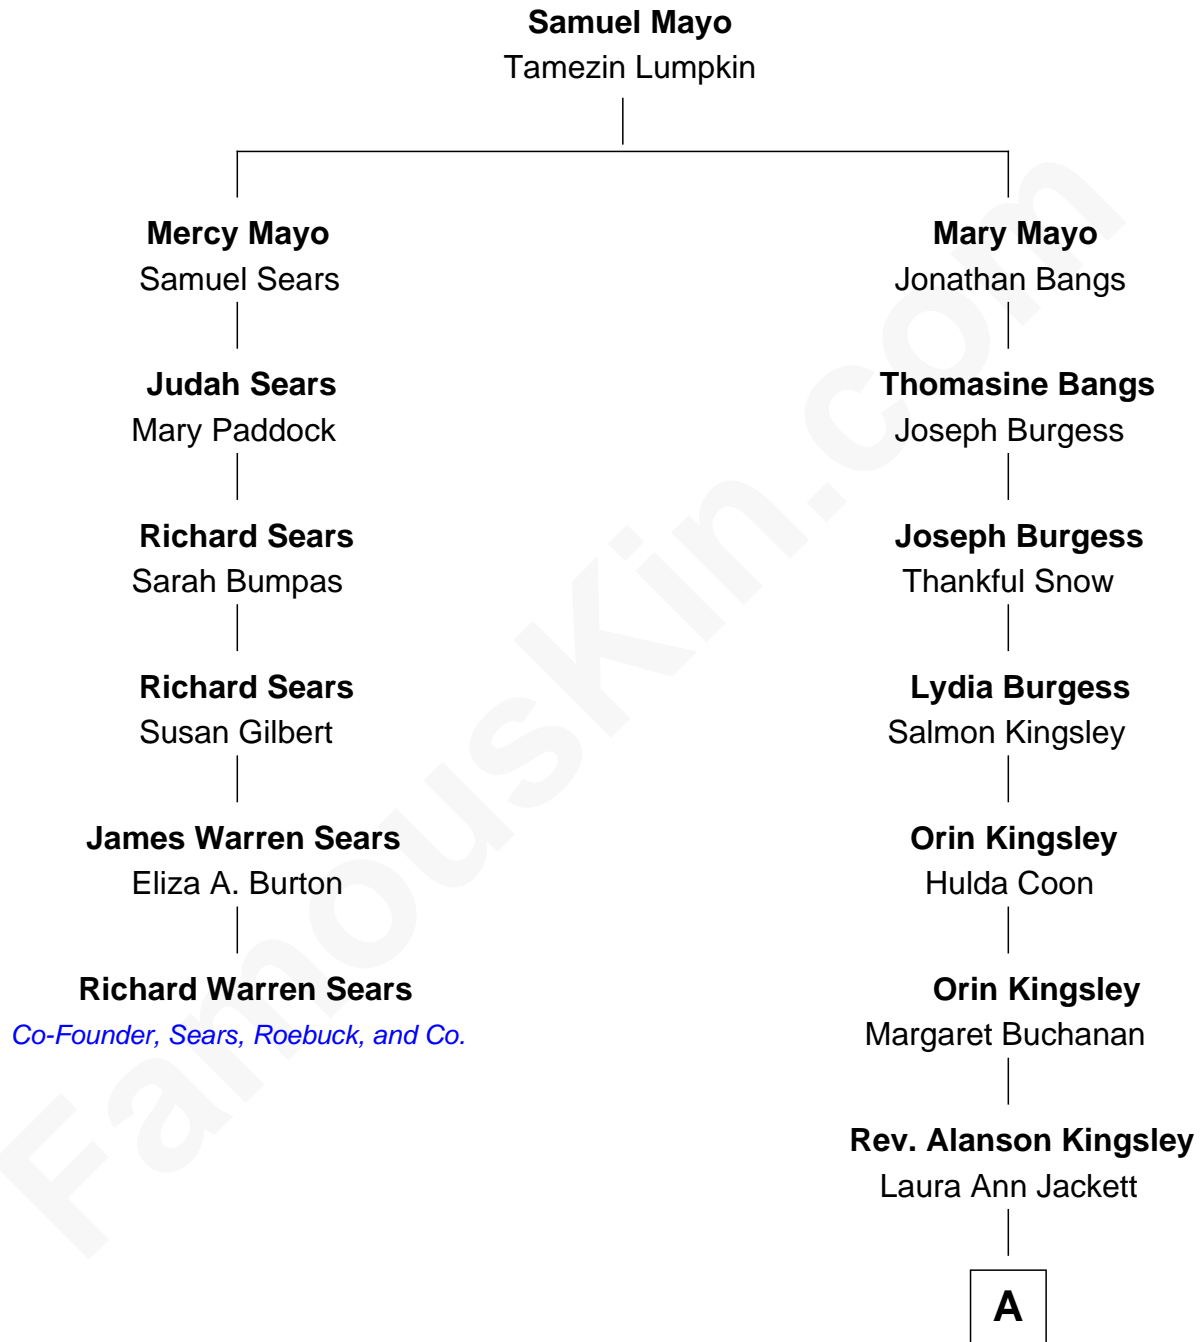 Samuel Mayo
Tamezin Lumpkin
Mercy Mayo
Samuel Sears
Mary Mayo
Jonathan Bangs
Judah Sears
Mary Paddock
Thomasine Bangs
Joseph Burgess
Richard Sears
Sarah Bumpas
Joseph Burgess
Thankful Snow
Richard Sears
Susan Gilbert
Lydia Burgess
Salmon Kingsley
James Warren Sears
Eliza A. Burton
Orin Kingsley
Hulda Coon
Richard Warren Sears
Co-Founder, Sears, Roebuck, and Co.
Orin Kingsley
Margaret Buchanan
Rev. Alanson Kingsley
Laura Ann Jackett
A
FamousKin.com